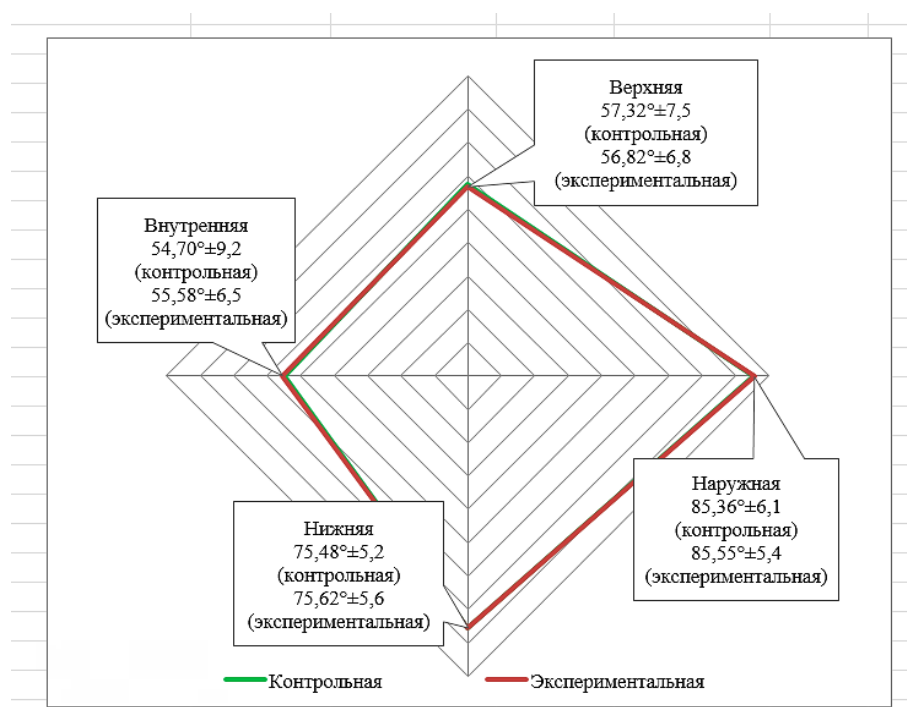 Верхняя
57,32°±7,5
(контрольная)
56,82°±6,8
(экспериментальная)
Внутренняя
54,70°±9,2
(контрольная)
55,58°±6,5
(экспериментальная)
Наружная
85,36°±6,1
(контрольная)
85,55°±5,4
(экспериментальная)
Нижняя
75,48°±5,2
(контрольная)
75,62°±5,6
(экспериментальная)
Контрольная
Экспериментальная